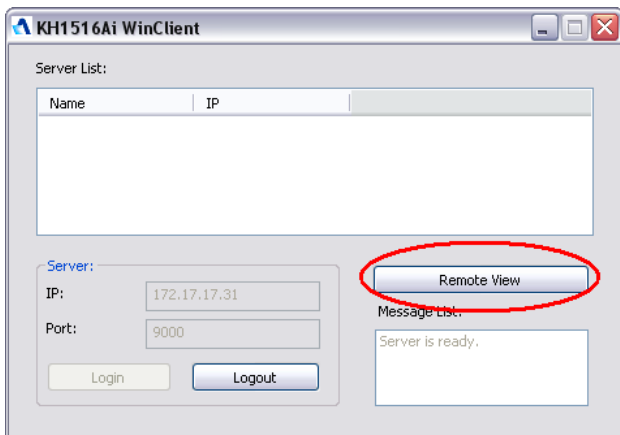 KH1516Ai WinClient
Server List:
Name IP
Server:
IP: 172.17.17.31
Port: 9000
Login Logout
Remote View
Message List:
Server is ready.